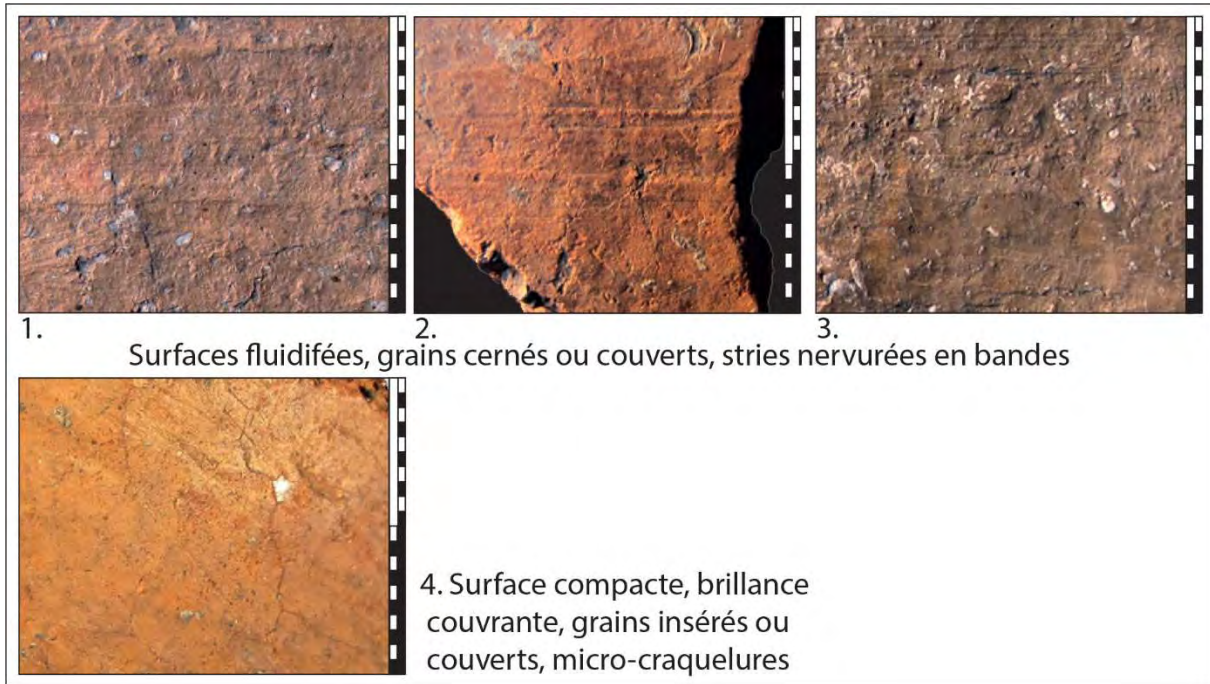 1.
2.
3.
Surfaces fluidifées, grains cernés ou couverts, stries nervurées en bandes
4. Surface compacte, brillance
couvrante, grains insérés ou
couverts, micro-craquelures